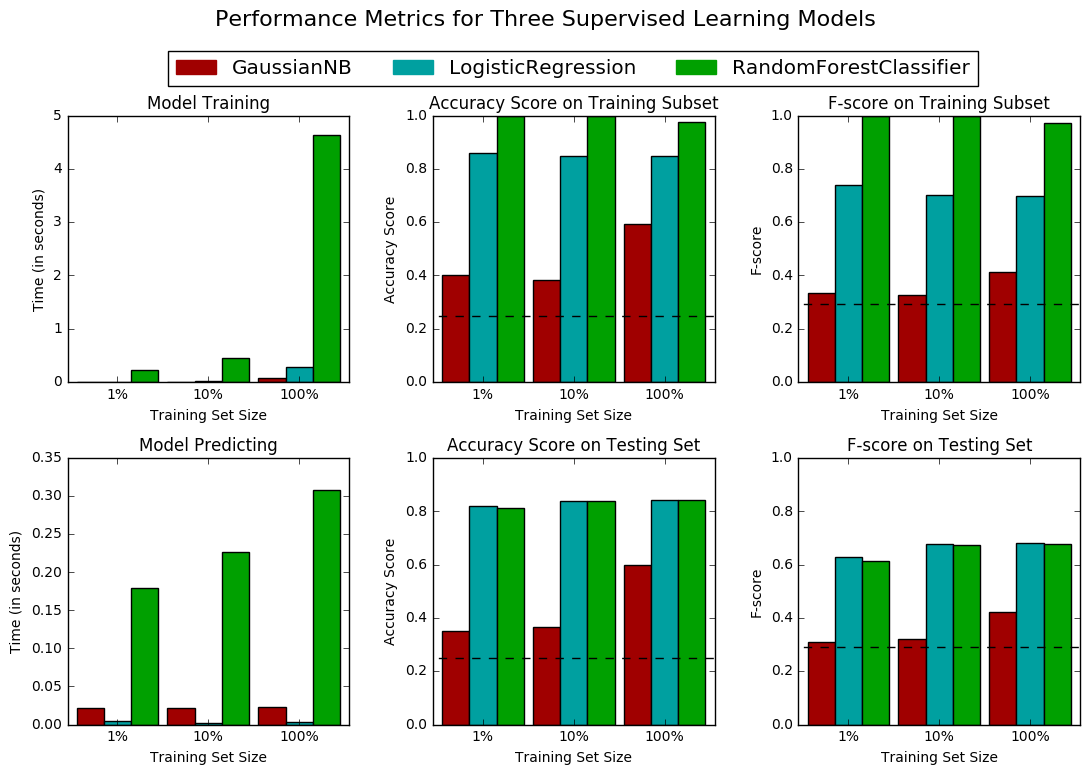 Performance Metrics for Three Supervised Learning Models
GaussianNB LogisticRegression RandomForestClassifier
Model Training
Time (in seconds)
5
4
3
2
1
0
1% 10% 100%
Training Set Size
Accuracy Score on Training Subset
Accuracy Score
1.0
0.8
0.6
0.4
0.2
0.0
1% 10% 100%
Training Set Size
F-score on Training Subset
F-score
1.0
0.8
0.6
0.4
0.2
0.0
1% 10% 100%
Training Set Size
Model Predicting
Time (in seconds)
0.35
0.30
0.25
0.20
0.15
0.10
0.05
0.00
1% 10% 100%
Training Set Size
Accuracy Score on Testing Set
Accuracy Score
1.0
0.8
0.6
0.4
0.2
0.0
1% 10% 100%
Training Set Size
F-score on Testing Set
F-score
1.0
0.8
0.6
0.4
0.2
0.0
1% 10% 100%
Training Set Size